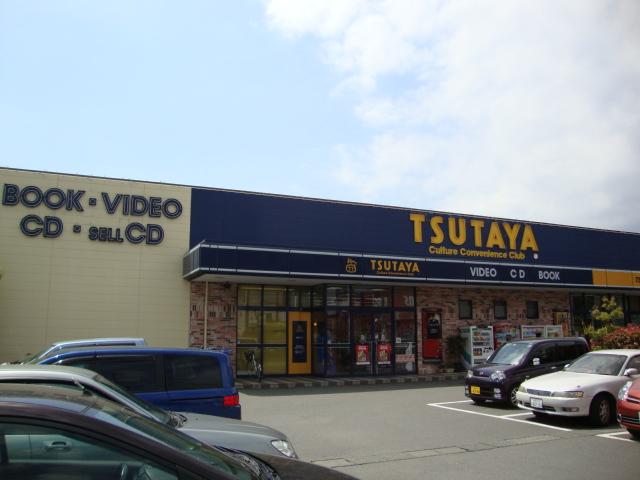 BOOK · VIDEO
CD · SELL CD
TSUTAYA
Culture Convenience Club
TSUTAYA
VIDEO CD BOOK